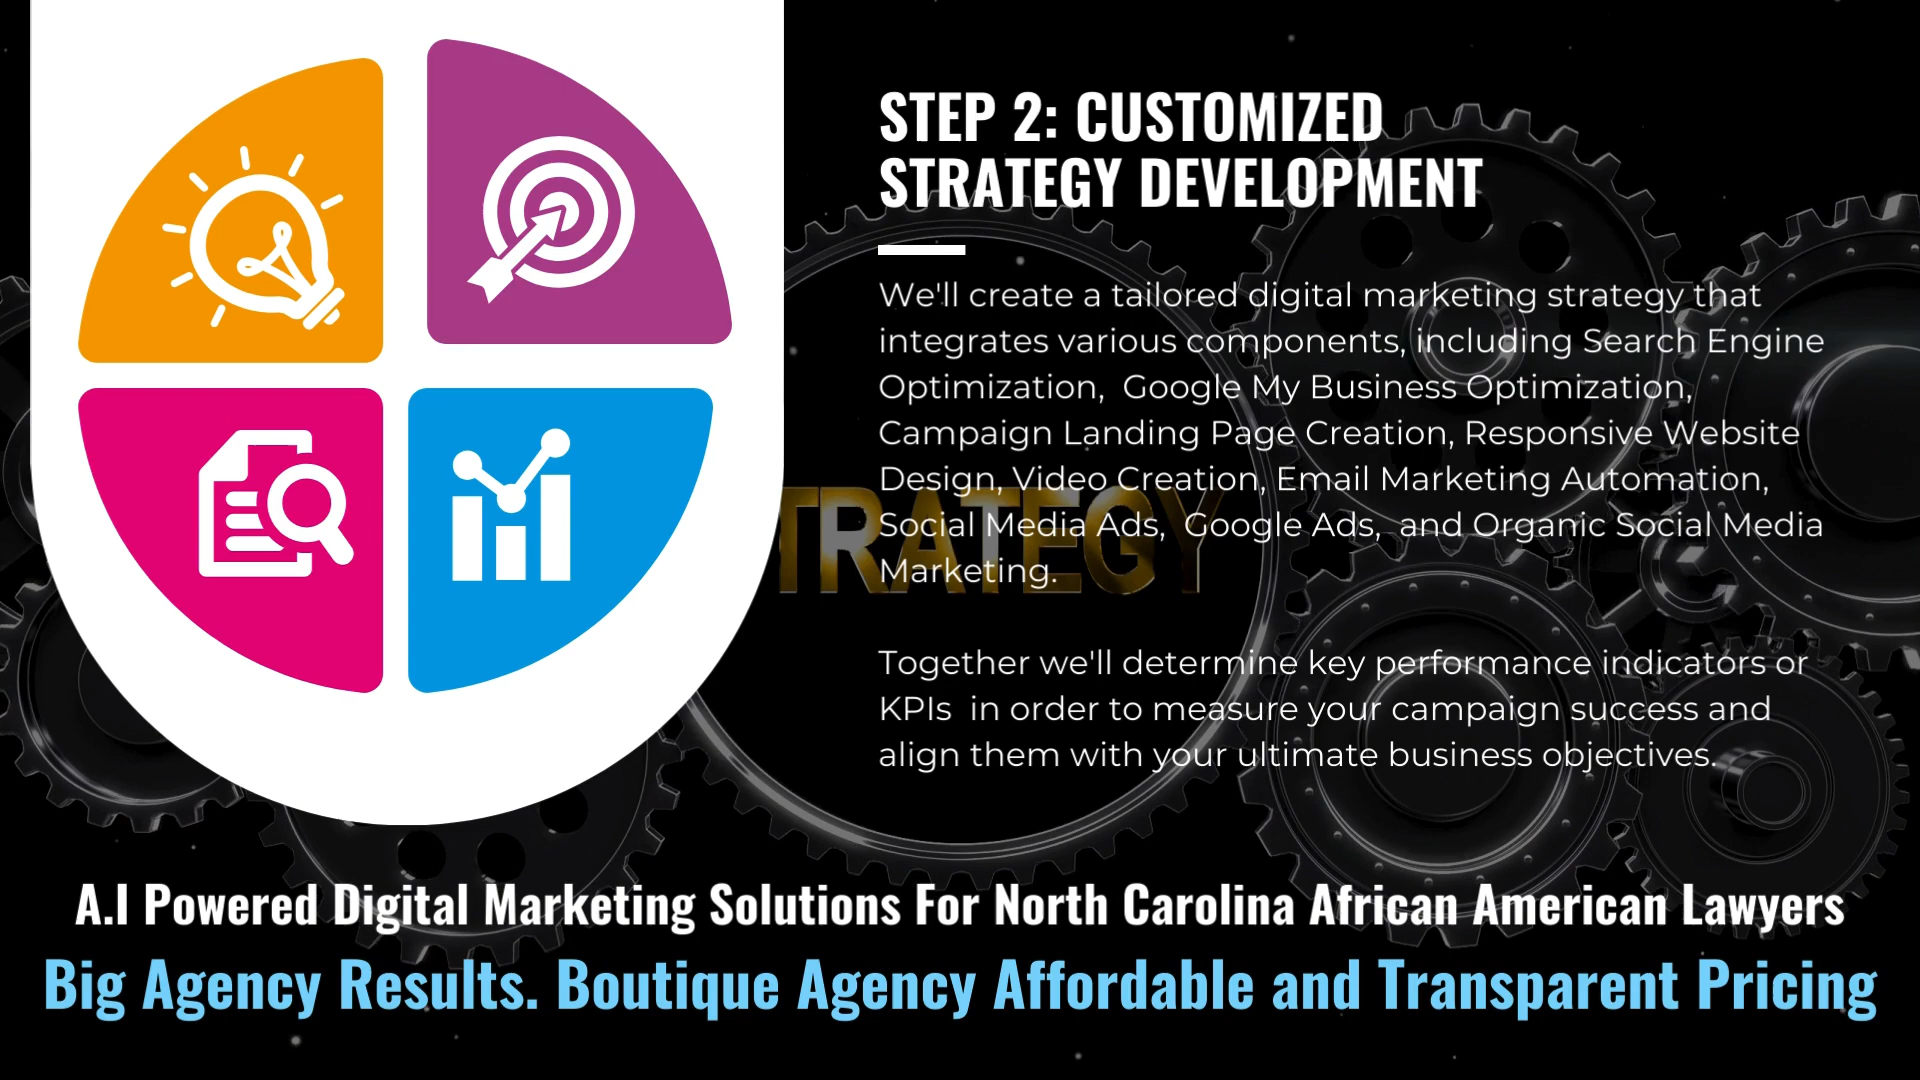 STEP 2: CUSTOMIZED
STRATEGY DEVELOPMENT
We'll create a tailored digital marketing strategy that
integrates various components, including Search Engine
Optimization,  Google My Business Optimization,
Campaign Landing Page Creation, Responsive Website
Design, Video Creation, Email Marketing Automation,
Social Media Ads,  Google Ads,  and Organic Social Media
Marketing.
TRATEGY
Together we'll determine key performance indicators or
KPIs  in order to measure your campaign success and
align them with your ultimate business objectives.
A.I Powered Digital Marketing Solutions For North Carolina African American Lawyers
Big Agency Results. Boutique Agency Affordable and Transparent Pricing